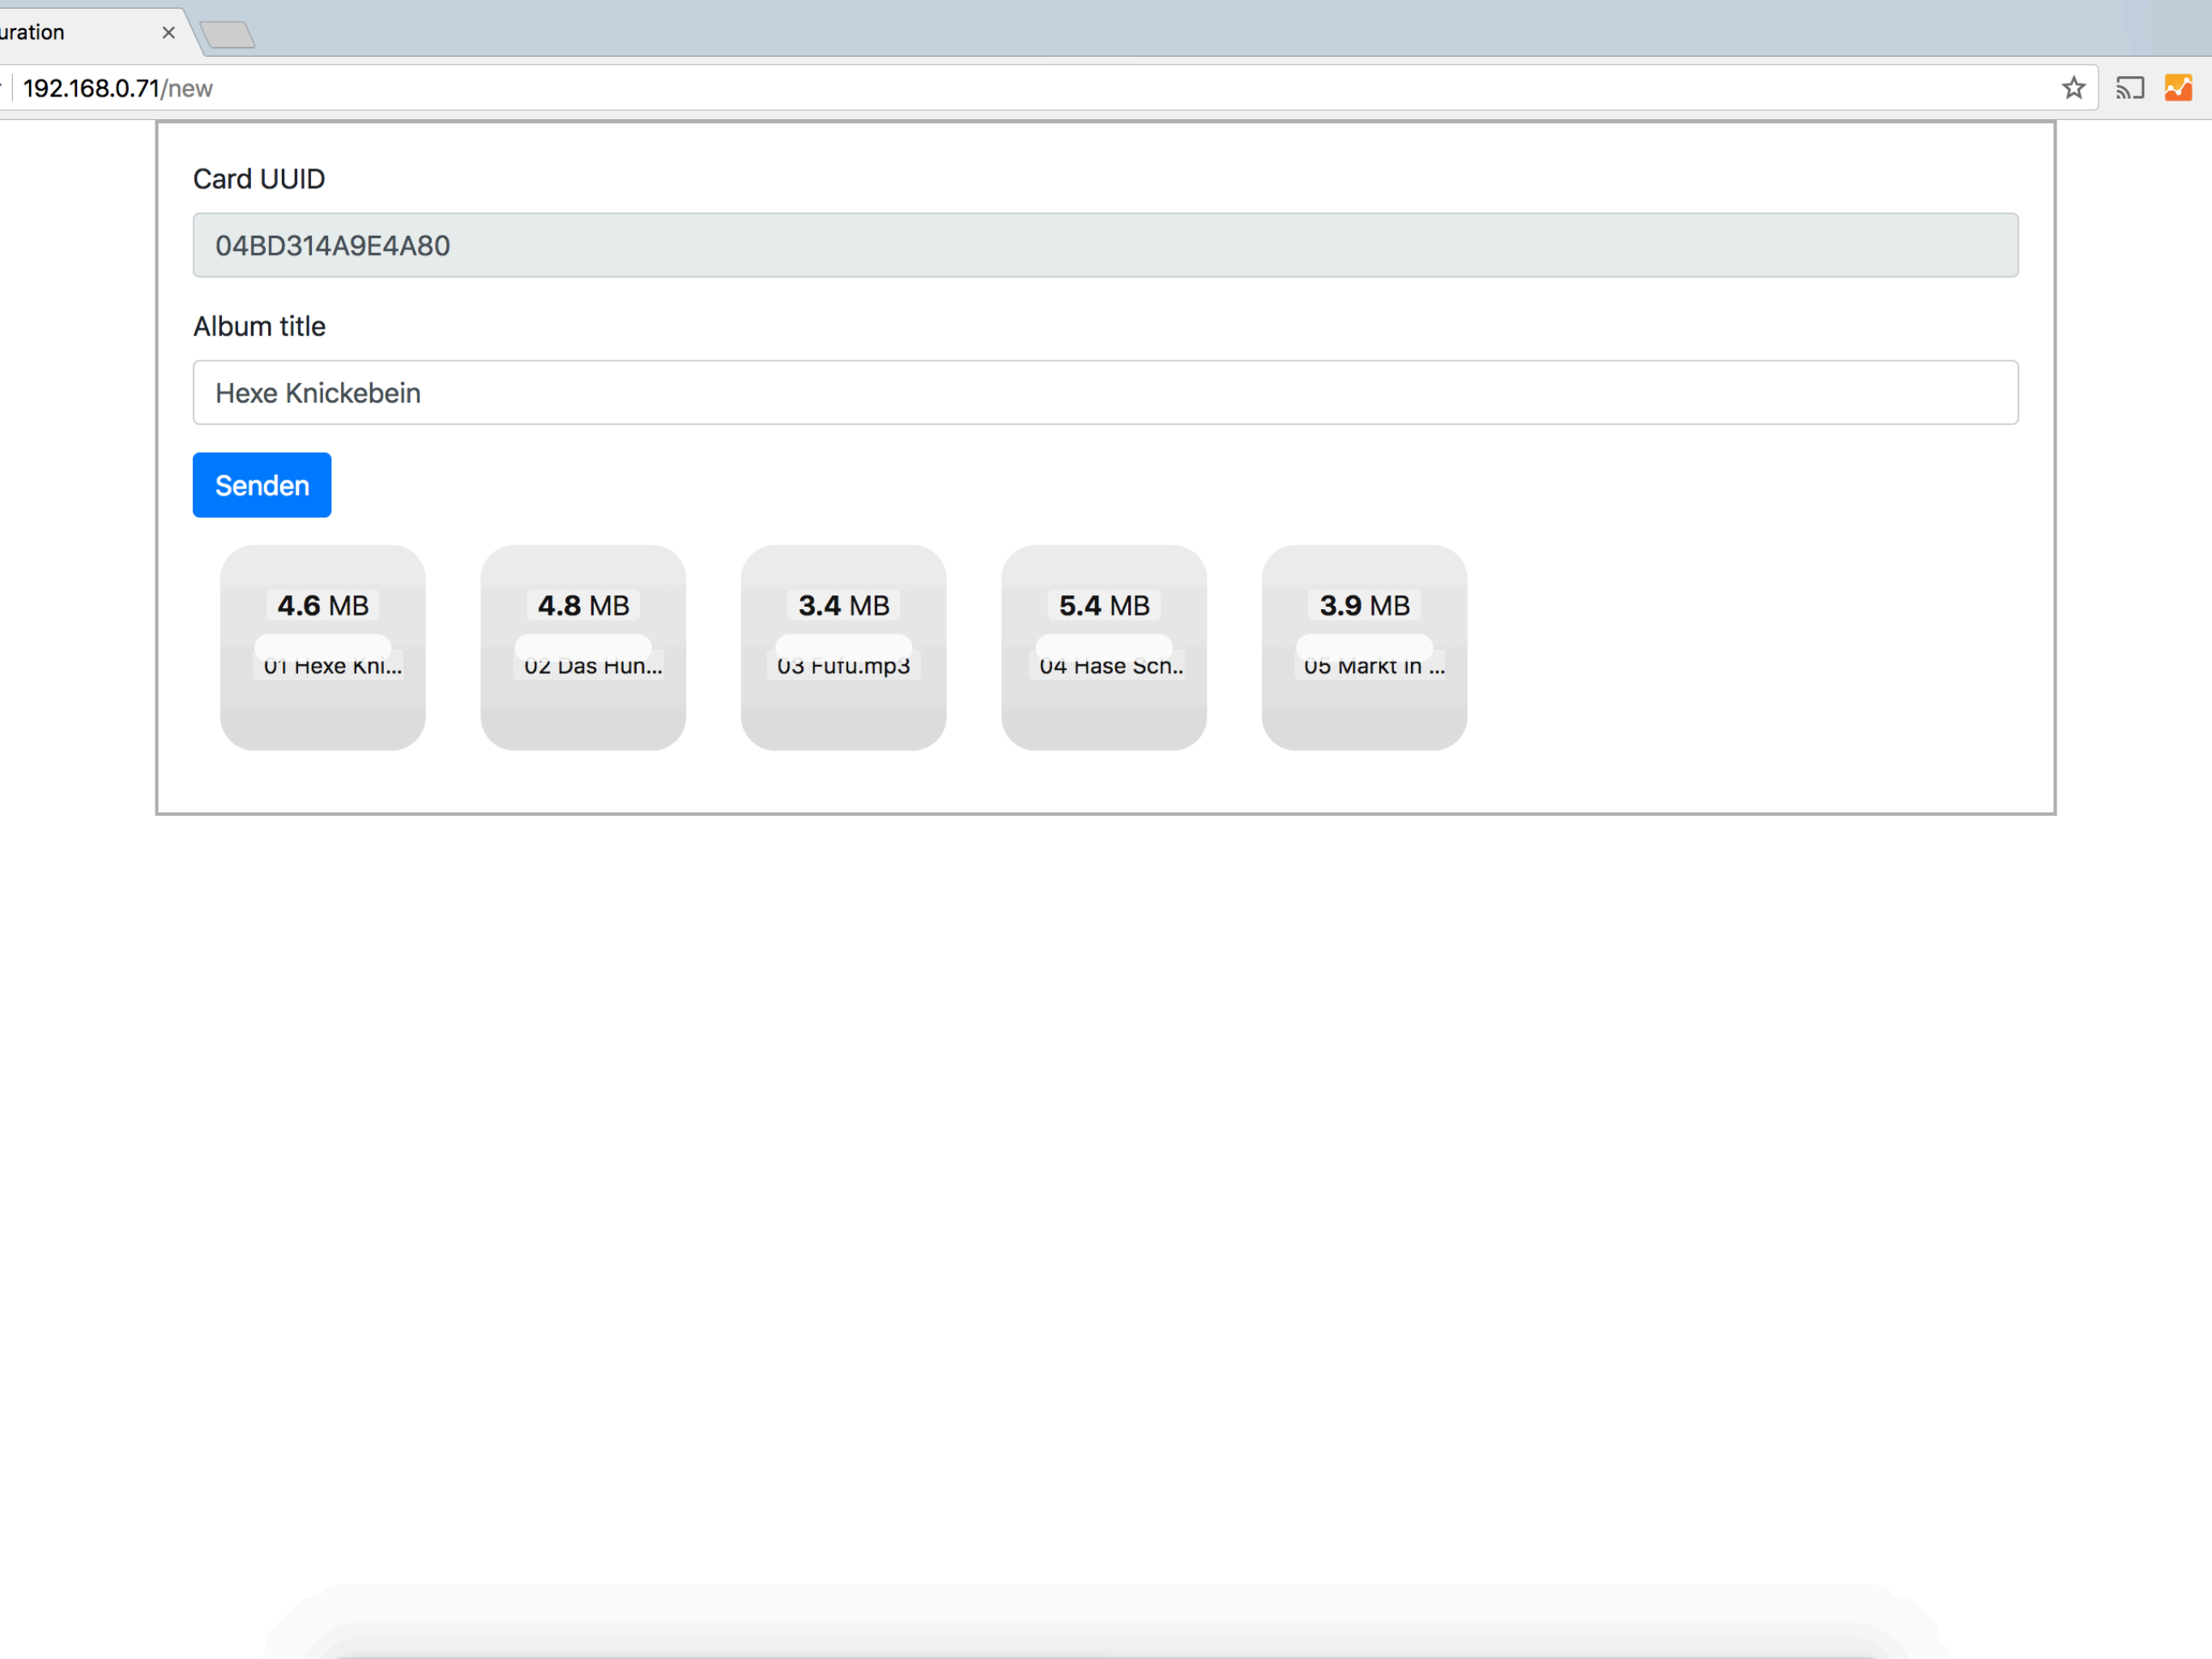 uration
192.168.0.71/new
Card UUID
04BD314A9E4A80
Album title
Hexe Knickebein
Senden
4.6 MB 4.8 MB 3.4 MB 5.4 MB 3.9 MB
01 Hexe Kni... 02 Das Hun... 03 Fufu.mp3 04 Hase Sch.. 05 Markt in ...